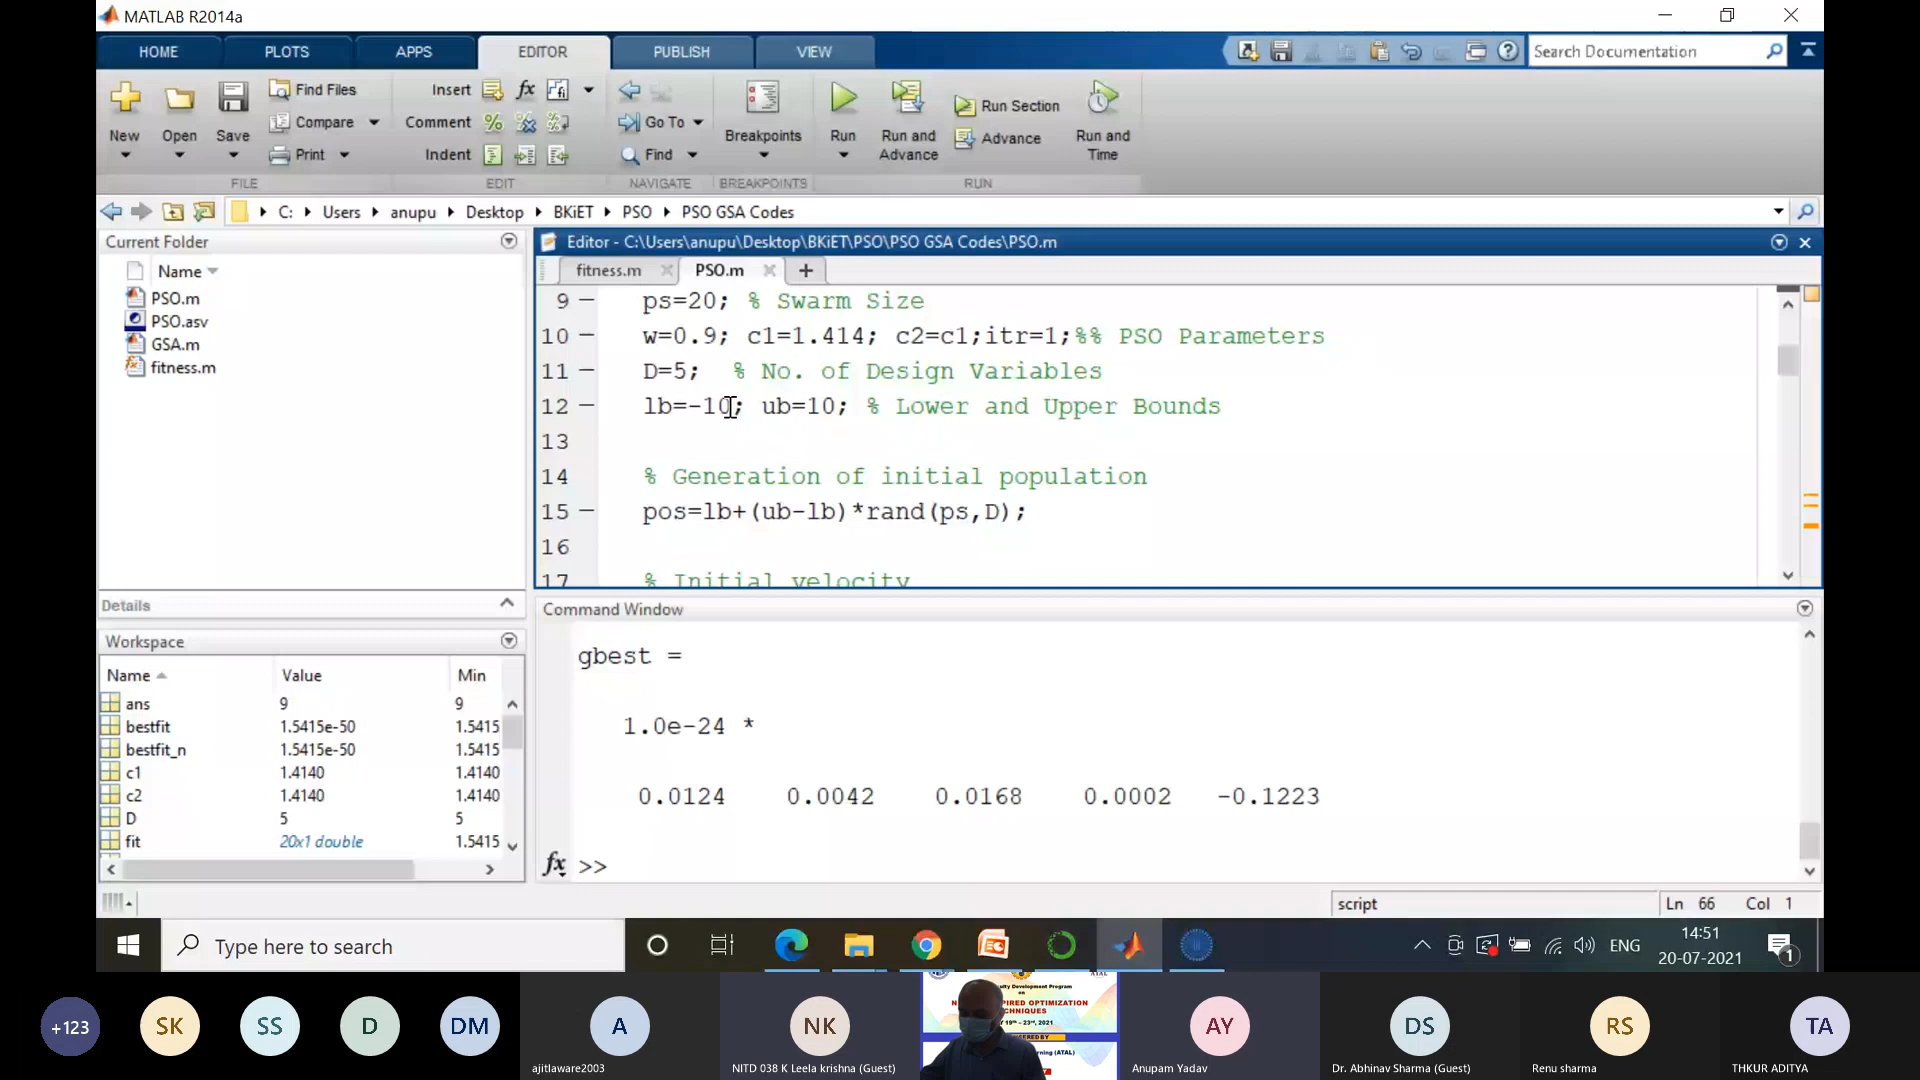 MATLAB R2014a
HOME PLOTS APPS EDITOR PUBLISH VIEW Search Documentation
New Open Save Find Files Compare Print Insert fx Comment Indent Go To Find Breakpoints Run Run and Advance Run Section Advance Run and Time
FILE EDIT NAVIGATE BREAKPOINTS RUN
C: Users anupu Desktop BKiET PSO PSO GSA Codes
Current Folder
Name
PSO.m
PSO.asv
GSA.m
fitness.m
Details
Editor - C:\Users\anupu\Desktop\BKiET\PSO\PSO GSA Codes\PSO.m
fitness.m PSO.m
9 ps=20; % Swarm Size
10 w=0.9; c1=1.414; c2=c1;itr=1;%% PSO Parameters
11 D=5; % No. of Design Variables
12 lb=-10; ub=10; % Lower and Upper Bounds
13
14 % Generation of initial population
15 pos=lb+(ub-lb)*rand(ps,D);
16
17 % Initial velocity
Workspace
Name Value Min
ans 9 9
bestfit 1.5415e-50 1.5415
bestfit_n 1.5415e-50 1.5415
c1 1.4140 1.4140
c2 1.4140 1.4140
D 5 5
fit 20x1 double 1.5415
Command Window
gbest =
1.0e-24 *
0.0124 0.0042 0.0168 0.0002 -0.1223
fx >>
script Ln 66 Col 1
Type here to search
ENG
14:51
20-07-2021
1
+123 SK SS D DM A NK AY DS RS TA
ajitlaware2003
NITD 038 K Leela krishna (Guest)
Anupam Yadav
Dr. Abhinav Sharma (Guest)
Renu sharma
THKUR ADITYA